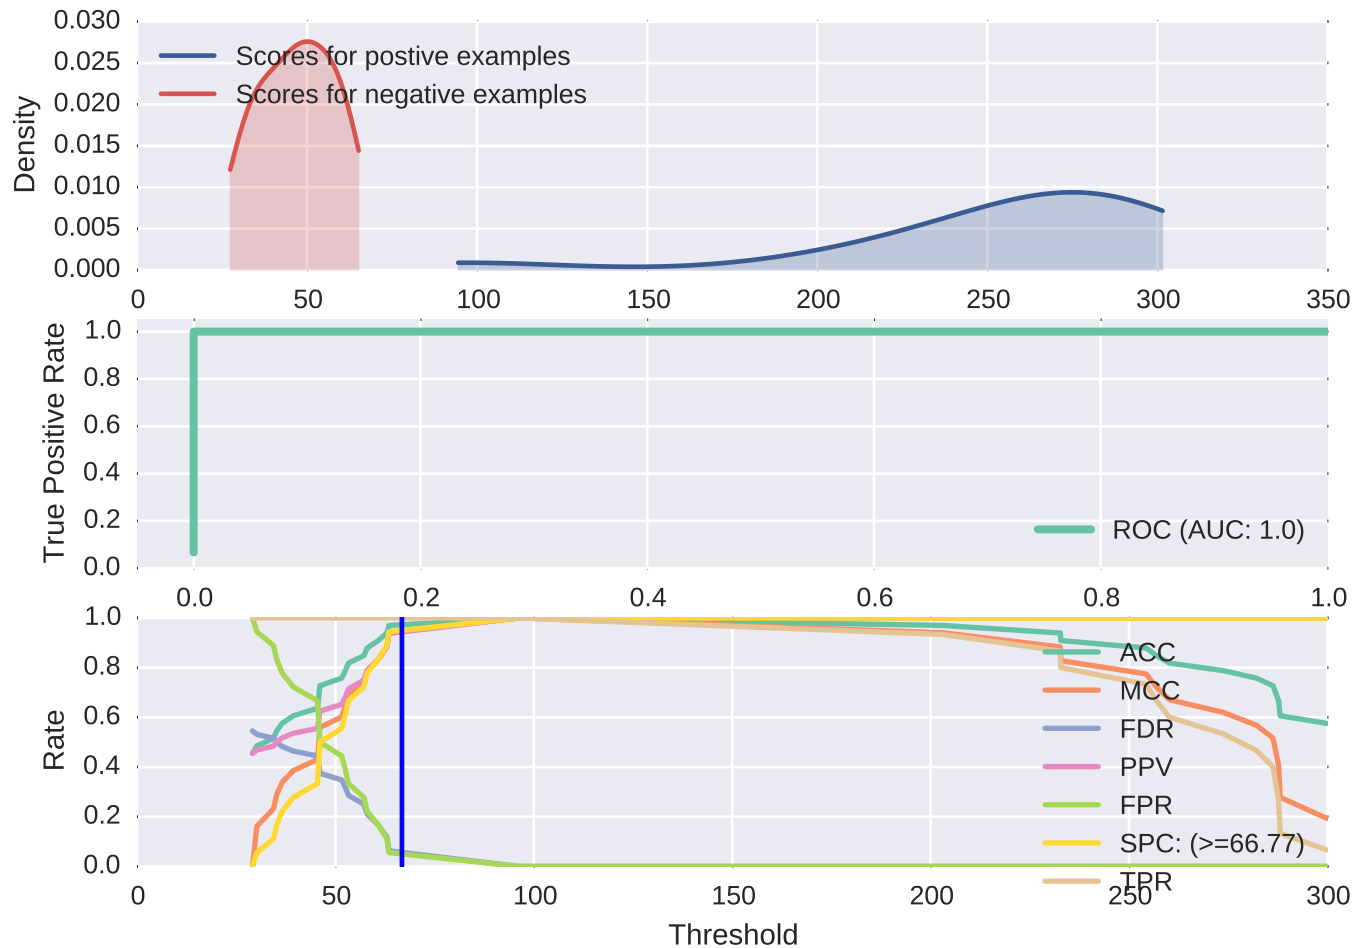 0.030
0.025
0.020
0.015
0.010
0.005
0.000
Density
Scores for postive examples
Scores for negative examples
0 50 100 150 200 250 300 350
1.0
0.8
0.6
0.4
0.2
0.0
True Positive Rate
ROC (AUC: 1.0)
0.0 0.2 0.4 0.6 0.8 1.0
1.0
0.8
0.6
0.4
0.2
0.0
Rate
ACC
MCC
FDR
PPV
FPR
SPC: (>=66.77)
TPR
0 50 100 150 200 250 300
Threshold